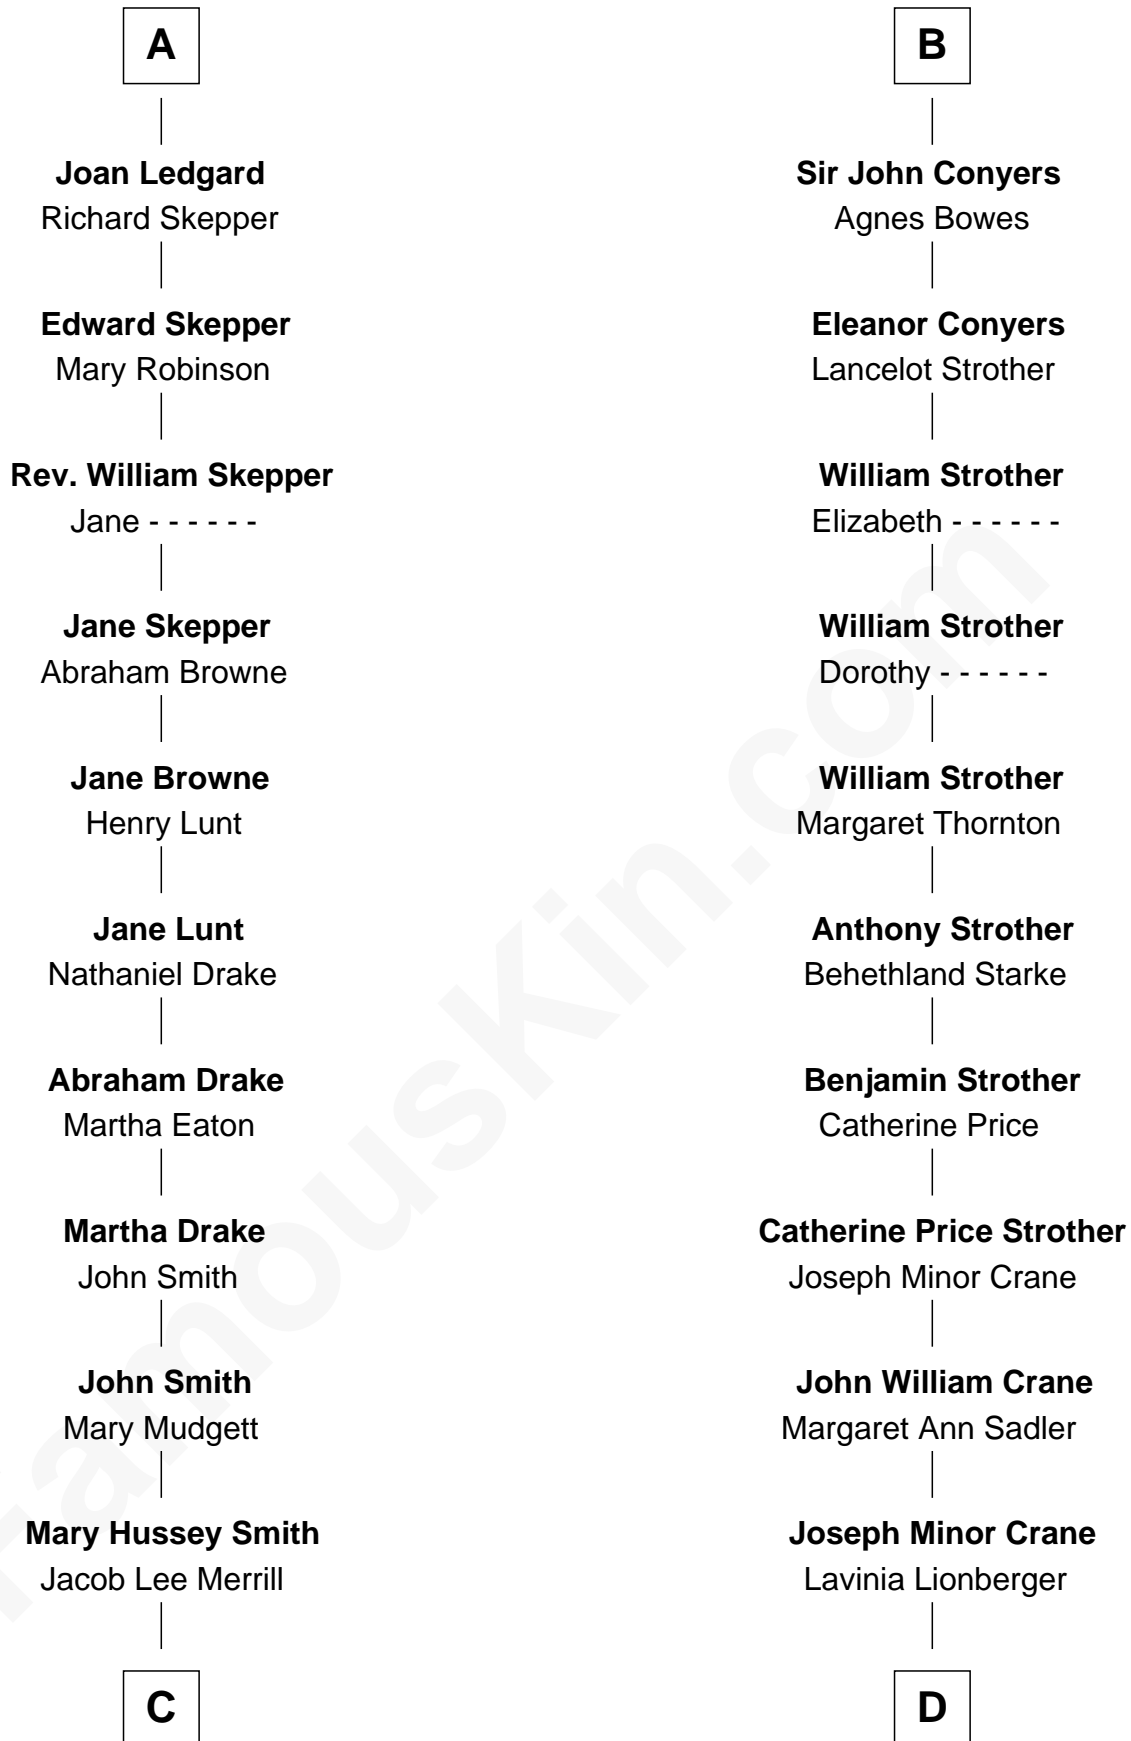 A
Joan Ledgard
Richard Skepper
Edward Skepper
Mary Robinson
Rev. William Skepper
Jane - - - - - -
Jane Skepper
Abraham Browne
Jane Browne
Henry Lunt
Jane Lunt
Nathaniel Drake
Abraham Drake
Martha Eaton
Martha Drake
John Smith
John Smith
Mary Mudgett
Mary Hussey Smith
Jacob Lee Merrill
C
B
Sir John Conyers
Agnes Bowes
Eleanor Conyers
Lancelot Strother
William Strother
Elizabeth - - - - - -
William Strother
Dorothy - - - - - -
William Strother
Margaret Thornton
Anthony Strother
Behethland Starke
Benjamin Strother
Catherine Price
Catherine Price Strother
Joseph Minor Crane
John William Crane
Margaret Ann Sadler
Joseph Minor Crane
Lavinia Lionberger
D
FamousKin.com